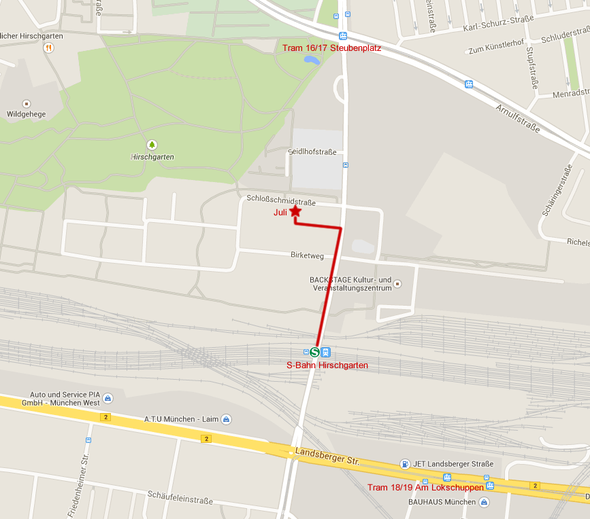 Karl-Schurz-Straße
Tram 16/17 Steubenplatz
licher Hirschgarten
Zum Künstlerhof
Schluderstraß
Stupfstraße
Menradst
Wildgehege
Arnulfstraße
Hirschgarten
Seidlhofstraße
Schäringerstraße
Schloßschmidstraße
Juli
Richels
Birketweg
BACKSTAGE Kultur- und
Veranstaltungszentrum
S-Bahn Hirschgarten
Auto und Service PIA
GmbH - München West
A.T.U München - Laim
2
2
Landsberger Str.
JET Landsberger Straße
Friedenheimer Str
Tram 18/19 Am Lokschuppen
2
Schäufeleinstraße
BAUHAUS München